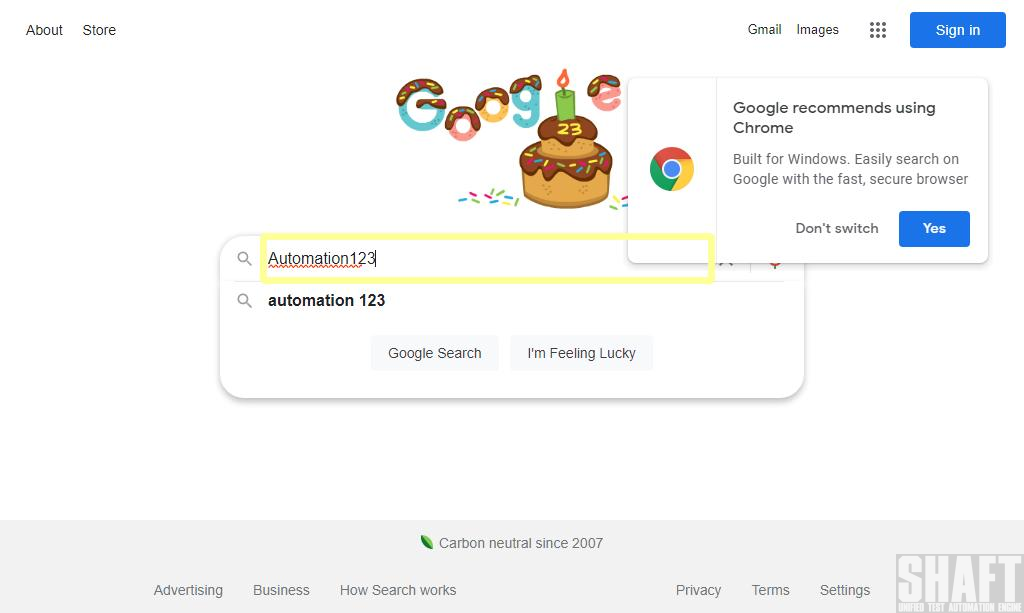 About Store
Gmail Images
Sign in
Google
23
Google recommends using
Chrome
Built for Windows. Easily search on
Google with the fast, secure browser
Don't switch
Yes
Automation123
automation 123
Google Search
I'm Feeling Lucky
Carbon neutral since 2007
Advertising Business How Search works
Privacy Terms Settings
SHAFT
UNIFIED TEST AUTOMATION ENGINE